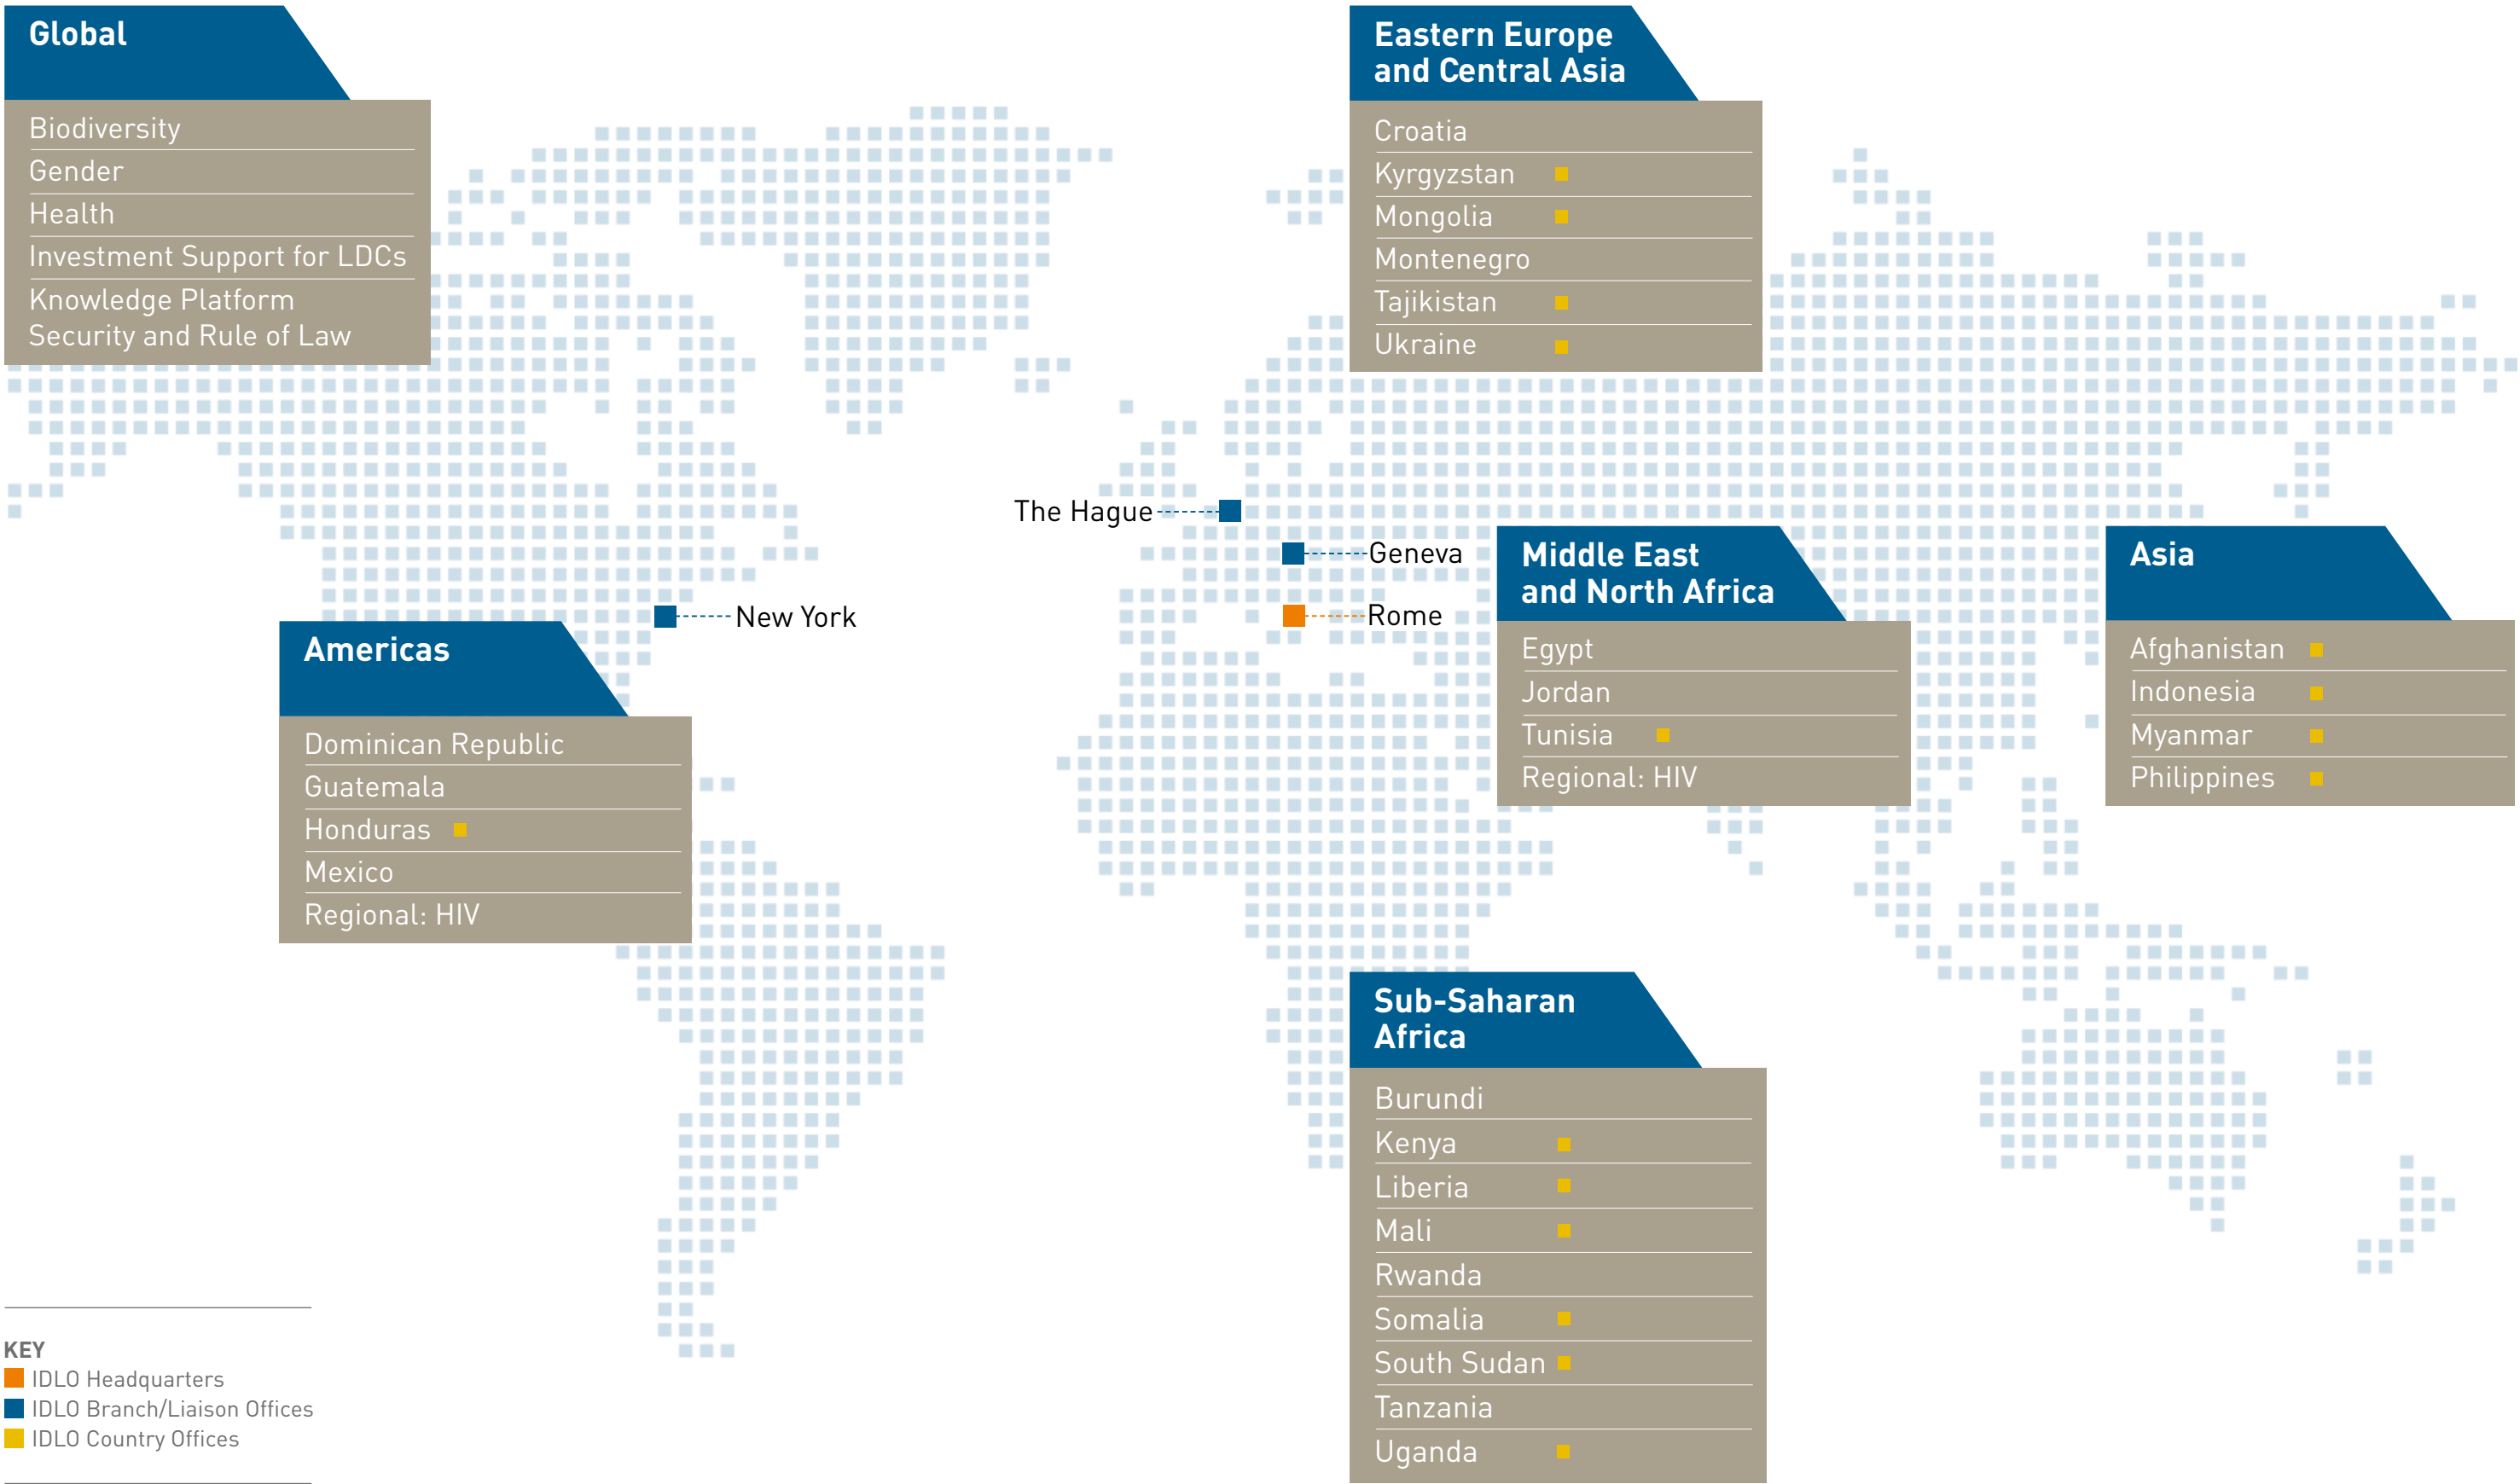 Global
Biodiversity
Gender
Health
Investment Support for LDCs
Knowledge Platform
Security and Rule of Law
Eastern Europe
and Central Asia
Croatia
Kyrgyzstan
Mongolia
Montenegro
Tajikistan
Ukraine
The Hague
Geneva
Rome
New York
Middle East
and North Africa
Egypt
Jordan
Tunisia
Regional: HIV
Asia
Afghanistan
Indonesia
Myanmar
Philippines
Americas
Dominican Republic
Guatemala
Honduras
Mexico
Regional: HIV
Sub-Saharan
Africa
Burundi
Kenya
Liberia
Mali
Rwanda
Somalia
South Sudan
Tanzania
Uganda
KEY
IDLO Headquarters
IDLO Branch/Liaison Offices
IDLO Country Offices